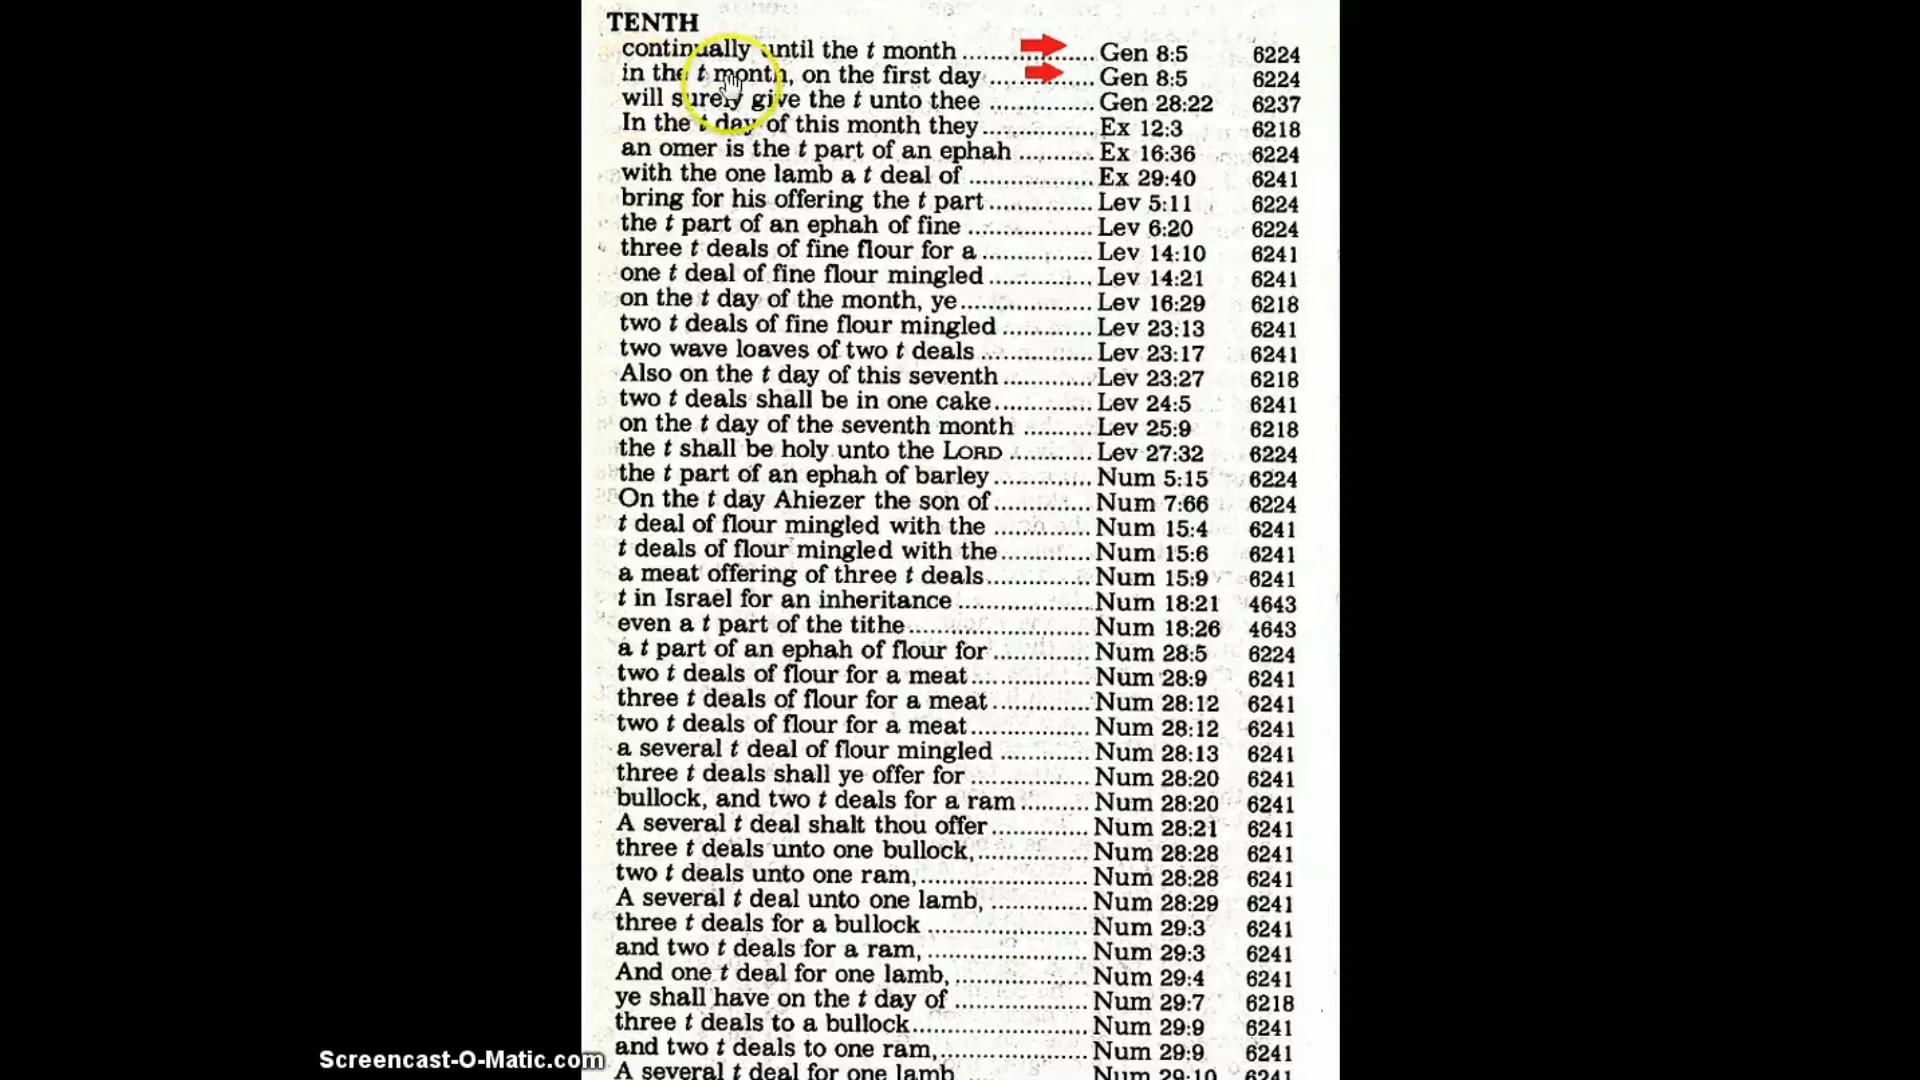 TENTH
continually until the t month .................. Gen 8:5 6224
in the t month, on the first day .............. Gen 8:5 6224
will surely give the t unto thee .............. Gen 28:22 6237
In the t day of this month they ............... Ex 12:3 6218
an omer is the t part of an ephah .......... Ex 16:36 6224
with the one lamb a t deal of ................. Ex 29:40 6241
bring for his offering the t part .............. Lev 5:11 6224
the t part of an ephah of fine ................. Lev 6:20 6224
three t deals of fine flour for a ............... Lev 14:10 6241
one t deal of fine flour mingled .............. Lev 14:21 6241
on the t day of the month, ye .................. Lev 16:29 6218
two t deals of fine flour mingled ............ Lev 23:13 6241
two wave loaves of two t deals ............... Lev 23:17 6241
Also on the t day of this seventh ............ Lev 23:27 6218
two t deals shall be in one cake .............. Lev 24:5 6241
on the t day of the seventh month ......... Lev 25:9 6218
the t shall be holy unto the LORD .......... Lev 27:32 6224
the t part of an ephah of barley ............. Num 5:15 6224
On the t day Ahiezer the son of ............. Num 7:66 6224
t deal of flour mingled with the ............. Num 15:4 6241
t deals of flour mingled with the ............ Num 15:6 6241
a meat offering of three t deals .............. Num 15:9 6241
t in Israel for an inheritance .................. Num 18:21 4643
even a t part of the tithe ......................... Num 18:26 4643
a t part of an ephah of flour for ............. Num 28:5 6224
two t deals of flour for a meat ................ Num 28:9 6241
three t deals of flour for a meat ............. Num 28:12 6241
two t deals of flour for a meat ................ Num 28:12 6241
a several t deal of flour mingled ............ Num 28:13 6241
three t deals shall ye offer for ................ Num 28:20 6241
bullock, and two t deals for a ram ......... Num 28:20 6241
A several t deal shalt thou offer ............. Num 28:21 6241
three t deals unto one bullock, ............... Num 28:28 6241
two t deals unto one ram, ....................... Num 28:28 6241
A several t deal unto one lamb, ............. Num 28:29 6241
three t deals for a bullock ...................... Num 29:3 6241
and two t deals for a ram, ...................... Num 29:3 6241
And one t deal for one lamb, .................. Num 29:4 6241
ye shall have on the t day of .................. Num 29:7 6218
three t deals to a bullock ........................ Num 29:9 6241
and two t deals to one ram, .................... Num 29:9 6241
A several t deal for one lamb Num 29:10 6241
Screencast-O-Matic.com